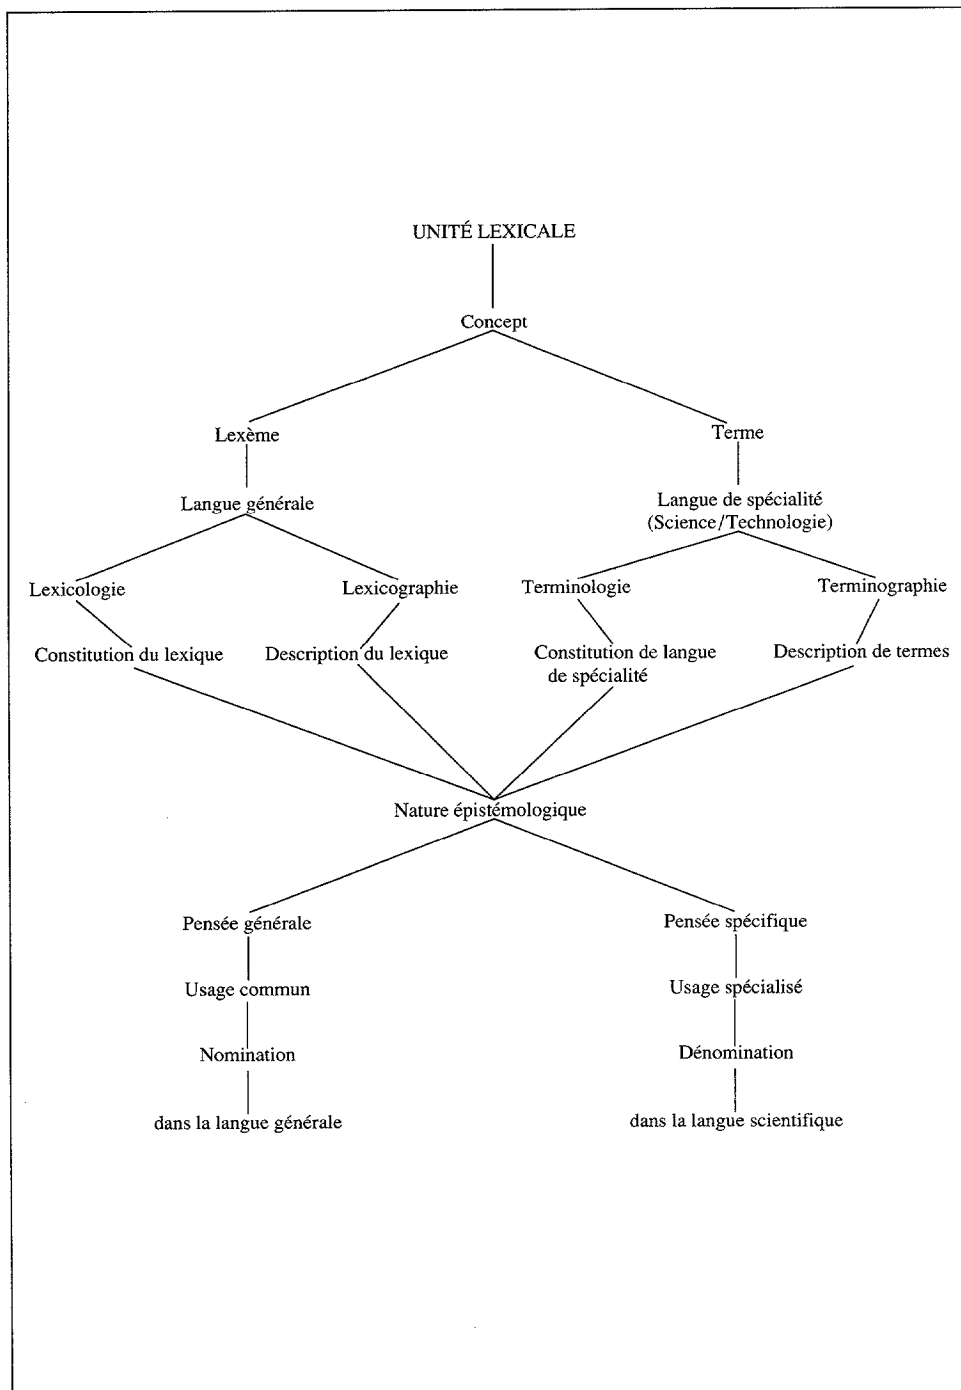 UNITÉ LEXICALE
Concept
Lexème
Terme
Langue générale
Langue de spécialité
(Science/Technologie)
Lexicologie
Lexicographie
Terminologie
Terminographie
Constitution du lexique
Description du lexique
Constitution de langue
de spécialité
Description de termes
Nature épistémologique
Pensée générale
Pensée spécifique
Usage commun
Usage spécialisé
Nomination
Dénomination
dans la langue générale
dans la langue scientifique